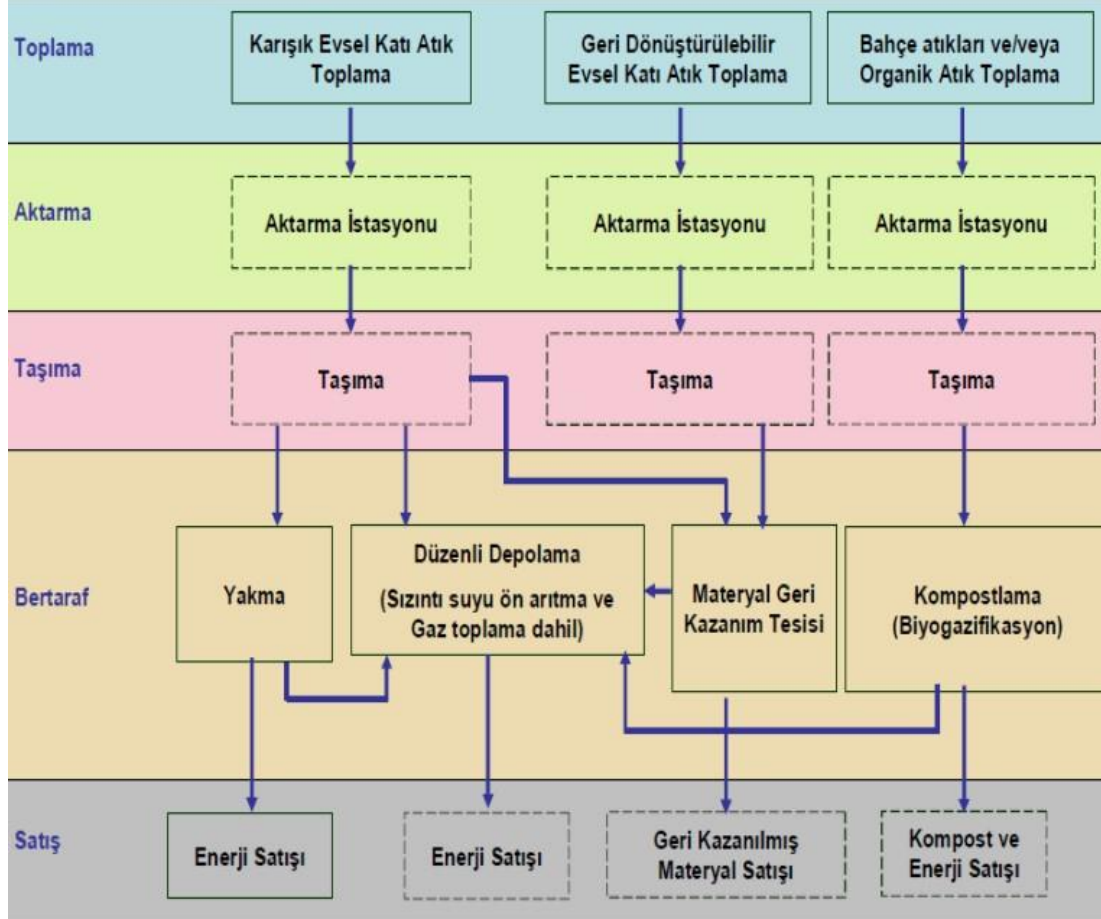 Toplama
Karışık Evsel Katı Atık
Toplama
Geri Dönüştürülebilir
Evsel Katı Atık Toplama
Bahçe atıkları ve/veya
Organik Atık Toplama
Aktarma
Aktarma İstasyonu
Aktarma İstasyonu
Aktarma İstasyonu
Taşıma
Taşıma
Taşıma
Taşıma
Bertaraf
Yakma
Düzenli Depolama
(Sızıntı suyu ön arıtma ve
Gaz toplama dahil)
Materyal Geri
Kazanım Tesisi
Kompostlama
(Biyogazifikasyon)
Satış
Enerji Satışı
Enerji Satışı
Geri Kazanılmış
Materyal Satışı
Kompost ve
Enerji Satışı